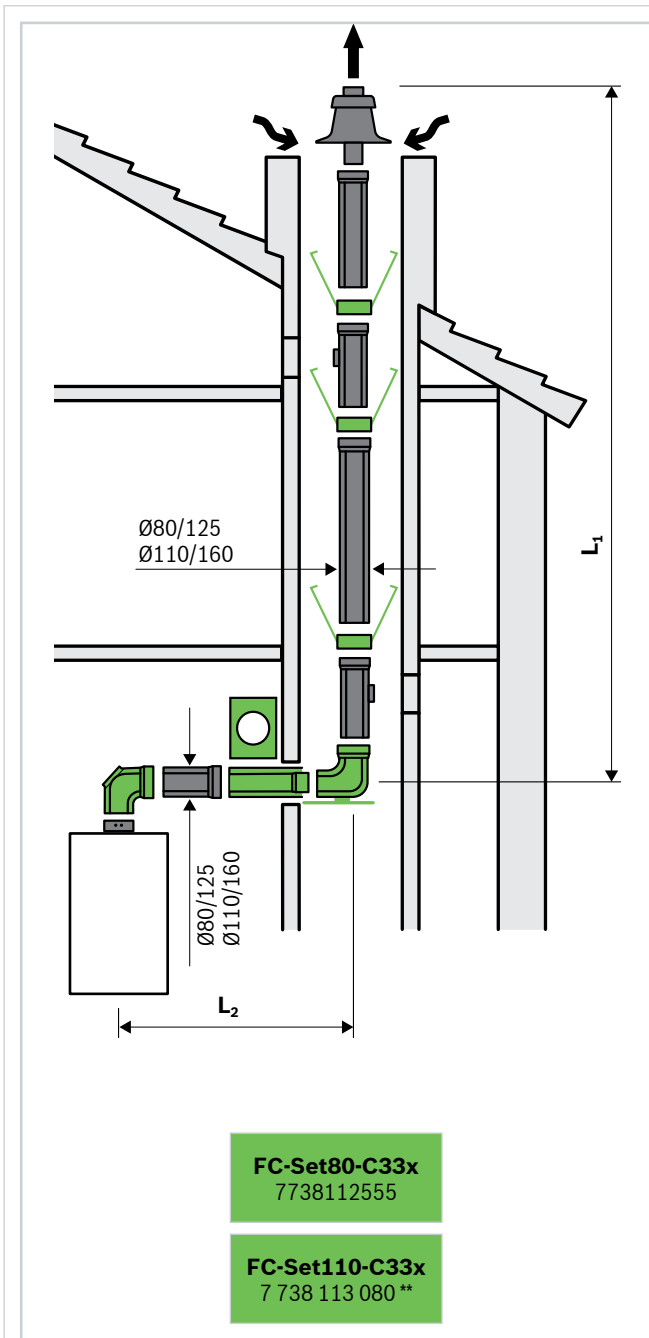 Ø80/125
Ø110/160
L₁
Ø80/125
Ø110/160
L₂
FC-Set80-C33x
7738112555
FC-Set110-C33x
7 738 113 080 **